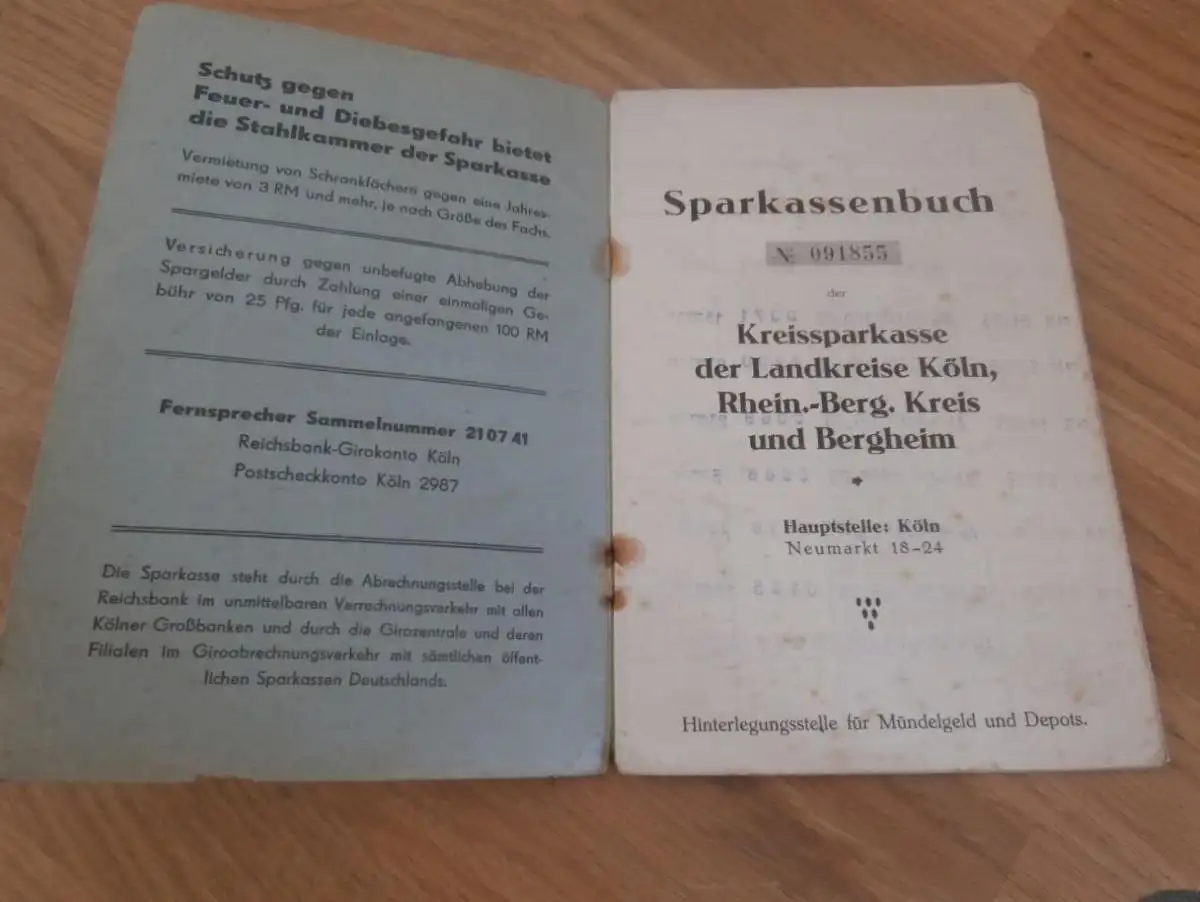 Schutz gegen
Feuer- und Diebesgefahr bietet
die Stahlkammer der Sparkasse
Vermietung von Schrankfächern gegen eine Jahres-
miete von 3 RM und mehr, je nach Größe des Fachs.
Versicherung gegen unbefugte Abhebung der
Spargelder durch Zahlung einer einmaligen Ge-
bühr von 25 Pfg. für jede angefangenen 100 RM
der Einlage.
Fernsprecher Sammelnummer 21 07 41
Reichsbank-Girokonto Köln
Postscheckkonto Köln 2987
Die Sparkasse steht durch die Abrechnungsstelle bei der
Reichsbank im unmittelbaren Verrechnungsverkehr mit allen
Kölner Großbanken und durch die Girozentrale und deren
Filialen im Giroabrechnungsverkehr mit sämtlichen öffent-
lichen Sparkassen Deutschlands.
Sparkassenbuch
№ 091855
der
Kreissparkasse
der Landkreise Köln,
Rhein.-Berg. Kreis
und Bergheim
Hauptstelle: Köln
Neumarkt 18-24
Hinterlegungsstelle für Mündelgeld und Depots.